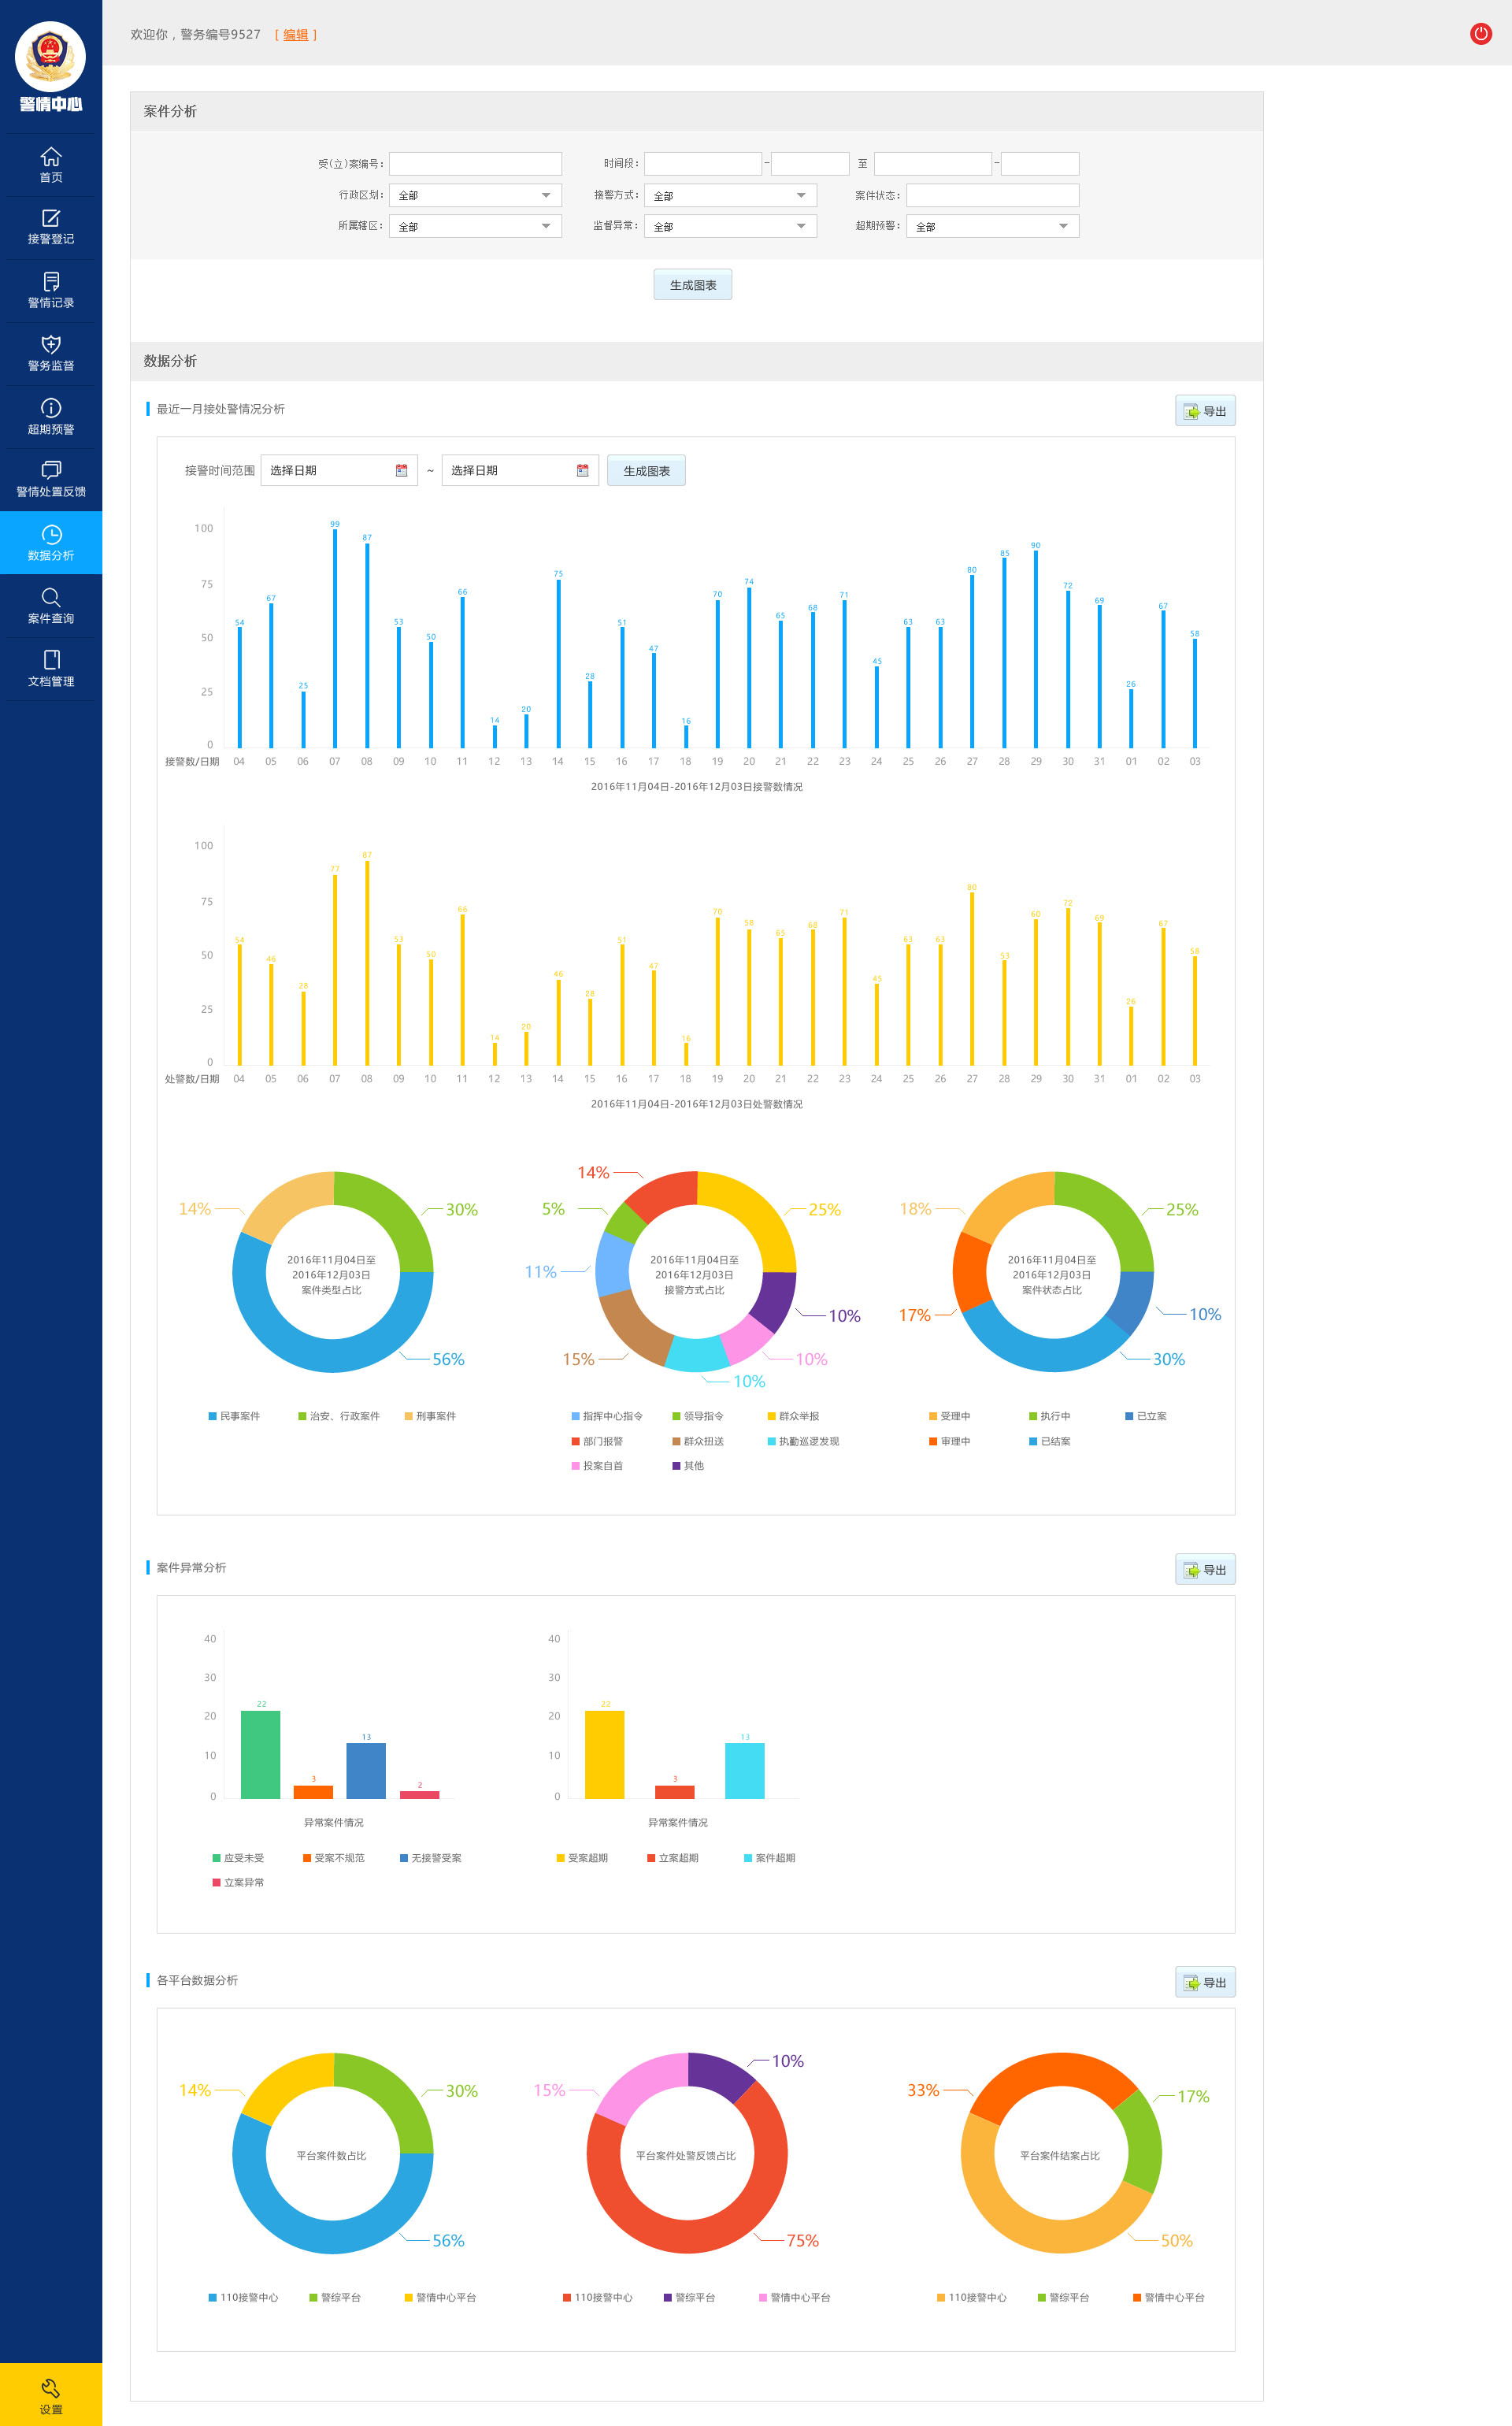 欢迎你，警务编号9527 [ 编辑 ]
警情中心
首页
接警登记
警情记录
警务监督
超期预警
警情处置反馈
数据分析
案件查询
文档管理
设置
案件分析
受(立)案编号: 时间段: - 至 -
行政区划: 全部 接警方式: 全部 案件状态:
所属辖区: 全部 监督异常: 全部 超期预警: 全部
生成图表
数据分析
最近一月接处警情况分析 导出
接警时间范围 选择日期 ~ 选择日期 生成图表
100
75
50
25
0
54 67 25 99 87 53 50 66 14 20 75 28 51 47 16 70 74 65 68 71 45 63 63 80 85 90 72 69 26 67 58
接警数/日期 04 05 06 07 08 09 10 11 12 13 14 15 16 17 18 19 20 21 22 23 24 25 26 27 28 29 30 31 01 02 03
2016年11月04日-2016年12月03日接警数情况
100
75
50
25
0
54 46 28 77 87 53 50 66 14 20 46 28 51 47 16 70 58 65 68 71 45 63 63 80 53 60 72 69 26 67 58
处警数/日期 04 05 06 07 08 09 10 11 12 13 14 15 16 17 18 19 20 21 22 23 24 25 26 27 28 29 30 31 01 02 03
2016年11月04日-2016年12月03日处警数情况
14% 30%
2016年11月04日至
2016年12月03日
案件类型占比
56%
民事案件 治安、行政案件 刑事案件
14%
5% 25%
11%
2016年11月04日至
2016年12月03日
接警方式占比
10%
15% 10%
10%
指挥中心指令 领导指令 群众举报
部门报警 群众扭送 执勤巡逻发现
投案自首 其他
18% 25%
2016年11月04日至
2016年12月03日
案件状态占比
17% 10%
30%
受理中 执行中 已立案
审理中 已结案
案件异常分析 导出
40
30
20
10
0
22 3 13 2
异常案件情况
应受未受 受案不规范 无接警受案
立案异常
40
30
20
10
0
22 3 13
异常案件情况
受案超期 立案超期 案件超期
各平台数据分析 导出
14% 30%
平台案件数占比
56%
110接警中心 警综平台 警情中心平台
15% 10%
平台案件处警反馈占比
75%
110接警中心 警综平台 警情中心平台
33% 17%
平台案件结案占比
50%
110接警中心 警综平台 警情中心平台